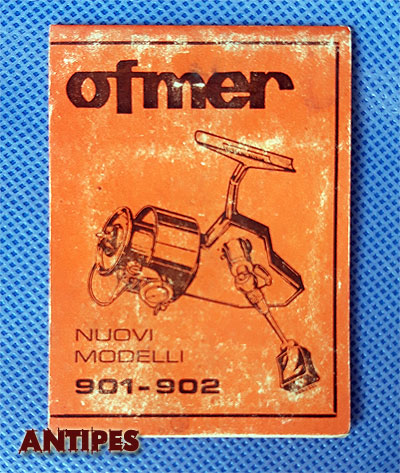 ofmer
NUOVI
MODELLI
901-902
ANTIPES